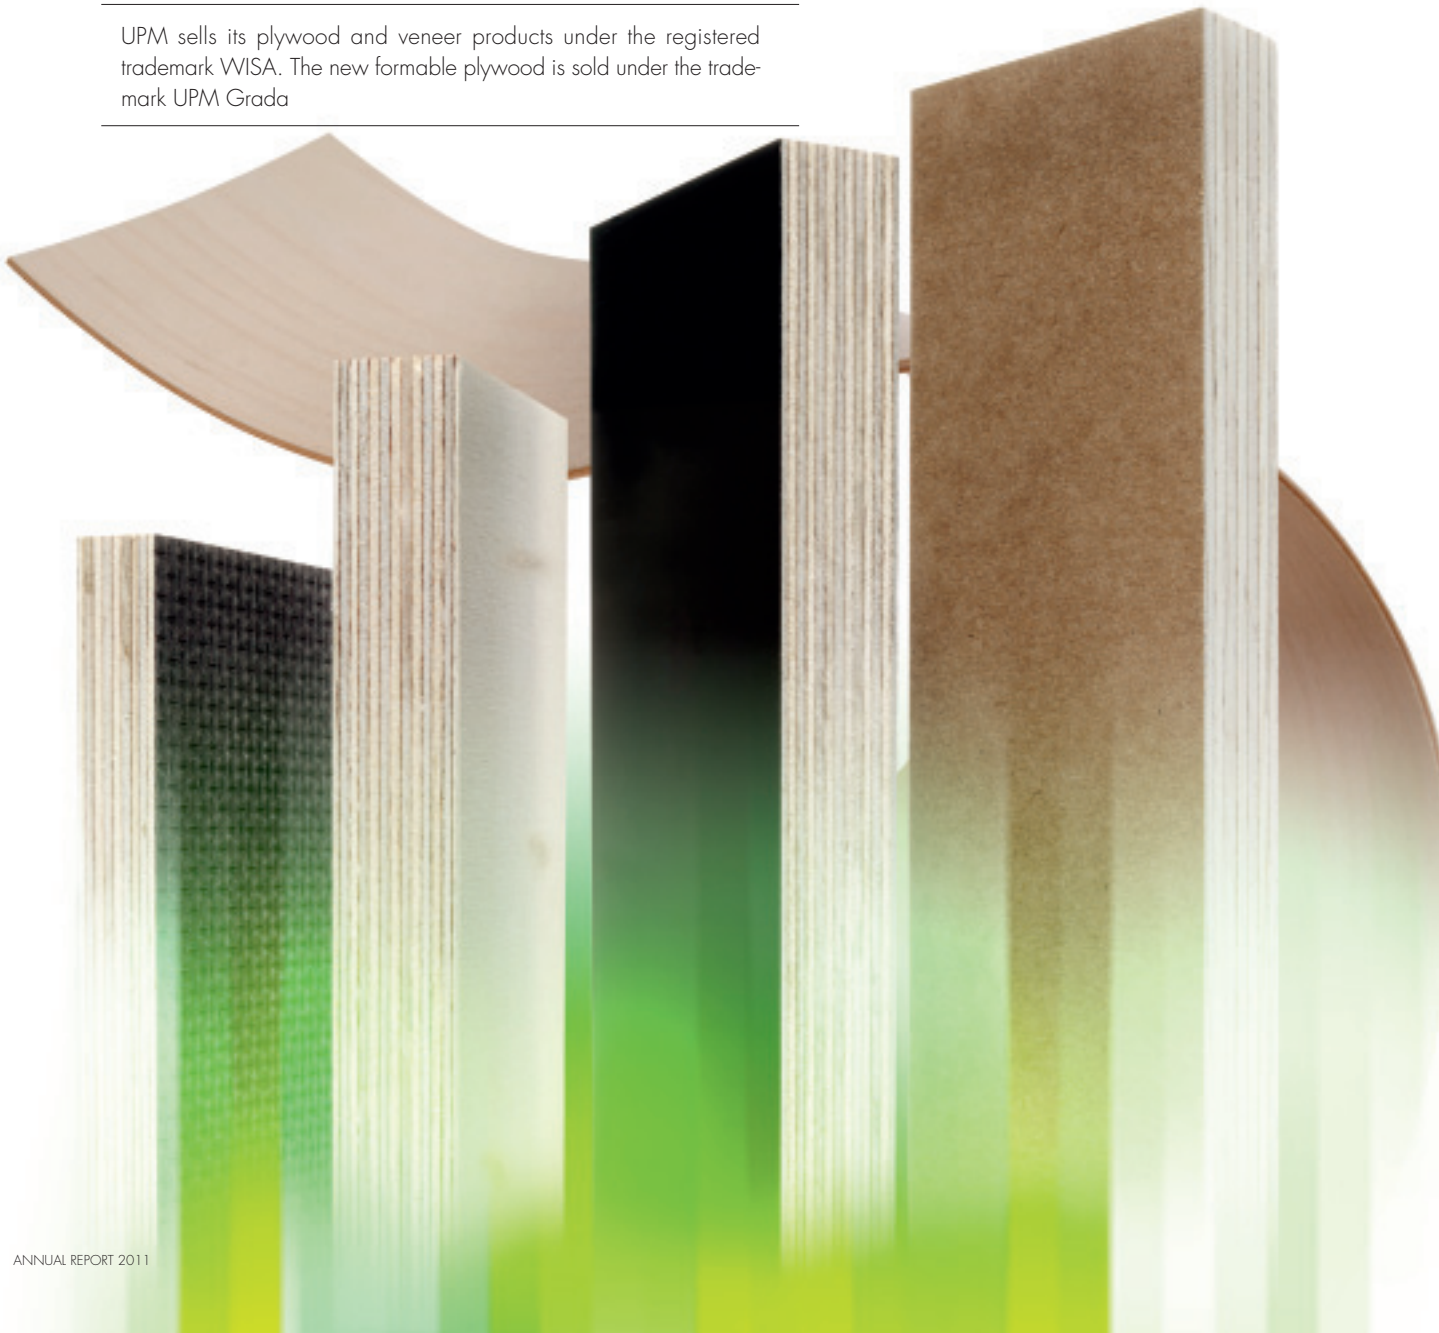 UPM sells its plywood and veneer products under the registered
trademark WISA. The new formable plywood is sold under the trade-
mark UPM Grada
ANNUAL REPORT 2011